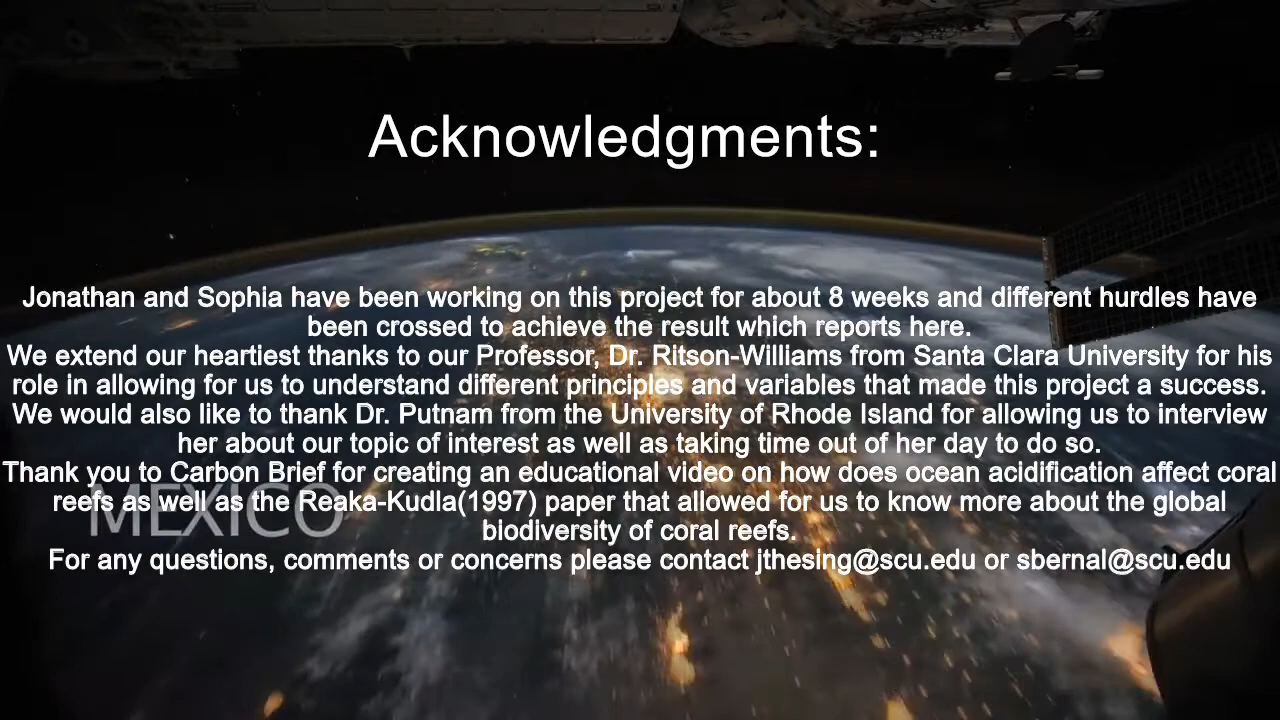 Acknowledgments:
Jonathan and Sophia have been working on this project for about 8 weeks and different hurdles have
been crossed to achieve the result which reports here.
We extend our heartiest thanks to our Professor, Dr. Ritson-Williams from Santa Clara University for his
role in allowing for us to understand different principles and variables that made this project a success.
We would also like to thank Dr. Putnam from the University of Rhode Island for allowing us to interview
her about our topic of interest as well as taking time out of her day to do so.
Thank you to Carbon Brief for creating an educational video on how does ocean acidification affect coral
reefs as well as the Reaka-Kudla(1997) paper that allowed for us to know more about the global
MEXICO
biodiversity of coral reefs.
For any questions, comments or concerns please contact jthesing@scu.edu or sbernal@scu.edu